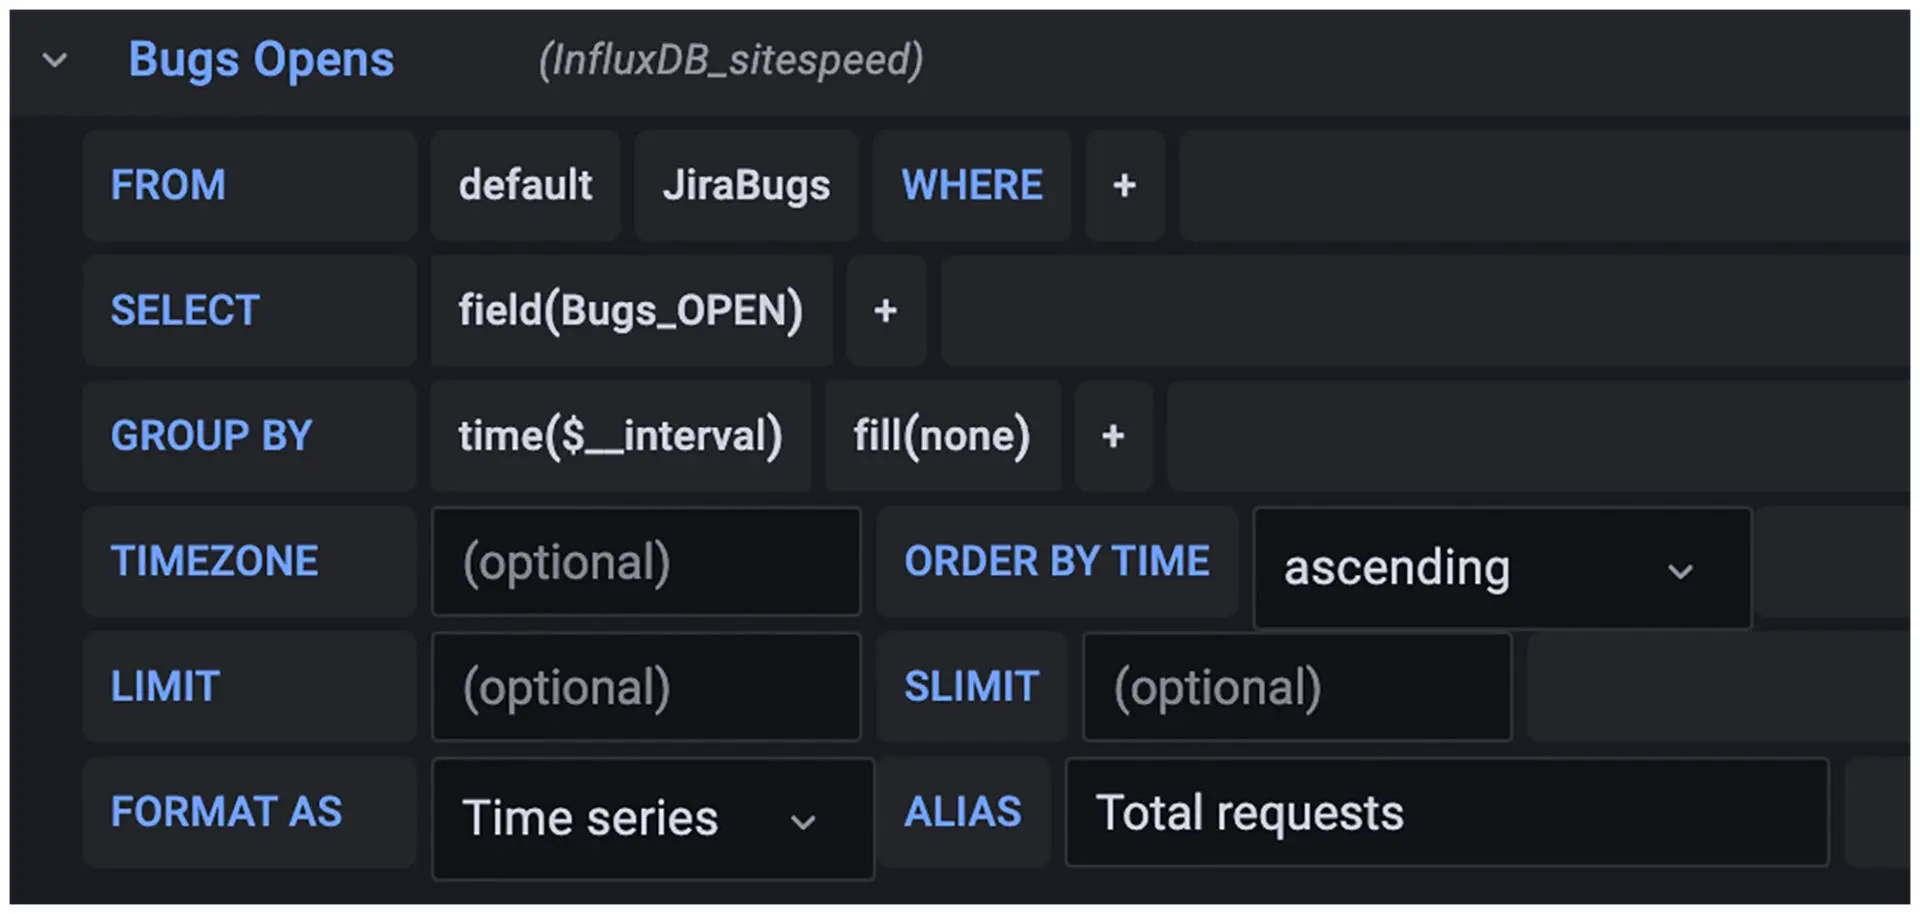 Bugs Opens (InfluxDB_sitespeed)
FROM default JiraBugs WHERE +
SELECT field(Bugs_OPEN) +
GROUP BY time($__interval) fill(none) +
TIMEZONE (optional) ORDER BY TIME ascending
LIMIT (optional) SLIMIT (optional)
FORMAT AS Time series ALIAS Total requests